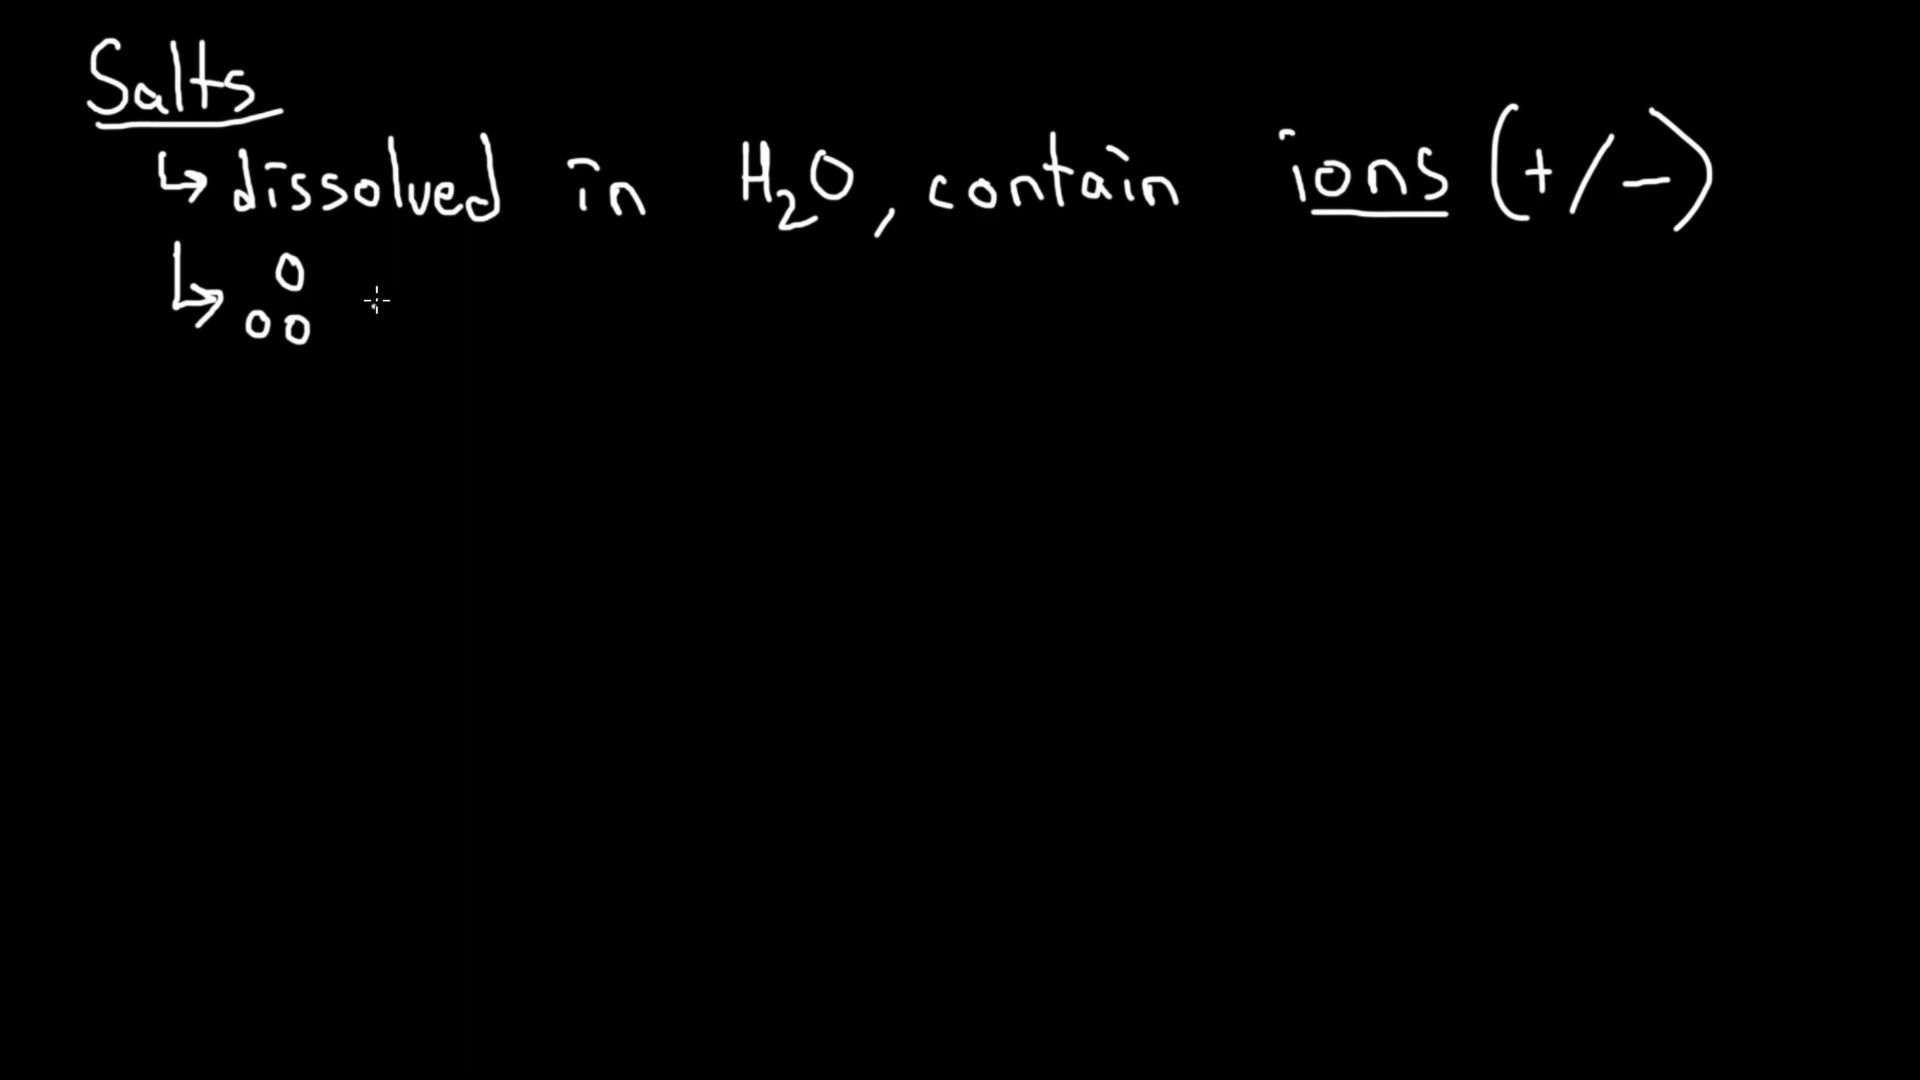 Salts
↳ dissolved in H₂O, contain ions (+/-)
↳ ∴